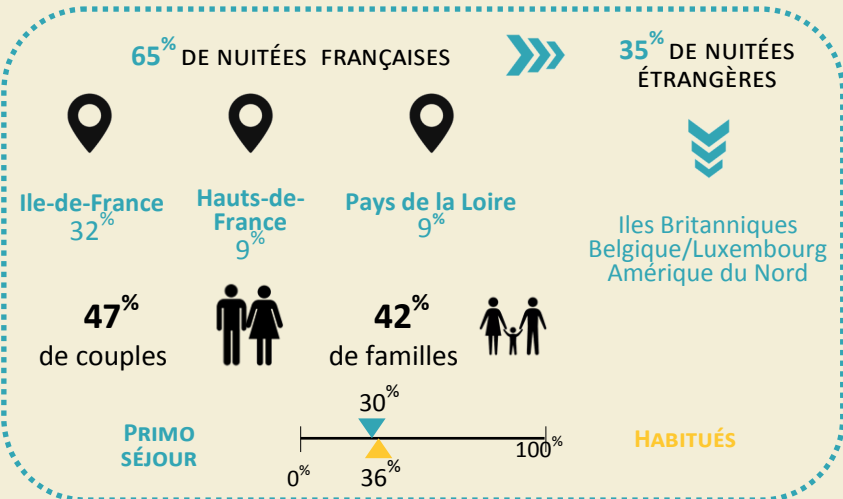 65% DE NUITÉES FRANÇAISES
35% DE NUITÉES
ÉTRANGÈRES
Ile-de-France
32%
Hauts-de-
France
9%
Pays de la Loire
9%
Iles Britanniques
Belgique/Luxembourg
Amérique du Nord
47%
de couples
42%
de familles
PRIMO
SÉJOUR
30%
0%
100%
36%
HABITUÉS